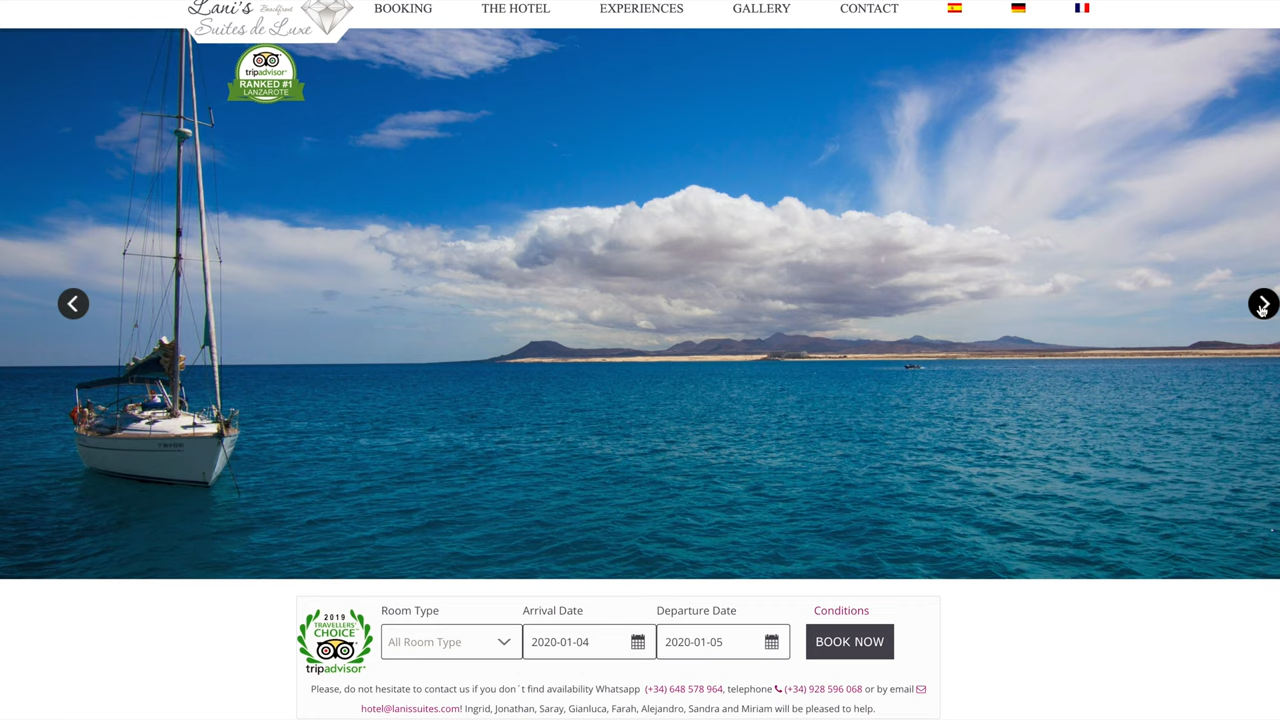 Lani's Beachfront
Suites de Luxe
BOOKING THE HOTEL EXPERIENCES GALLERY CONTACT
tripadvisor
RANKED #1
LANZAROTE
2019
TRAVELLERS'
CHOICE™
tripadvisor
Room Type Arrival Date Departure Date Conditions
All Room Type 2020-01-04 2020-01-05 BOOK NOW
Please, do not hesitate to contact us if you don´t find availability Whatsapp (+34) 648 578 964, telephone (+34) 928 596 068 or by email
hotel@lanissuites.com! Ingrid, Jonathan, Saray, Gianluca, Farah, Alejandro, Sandra and Miriam will be pleased to help.